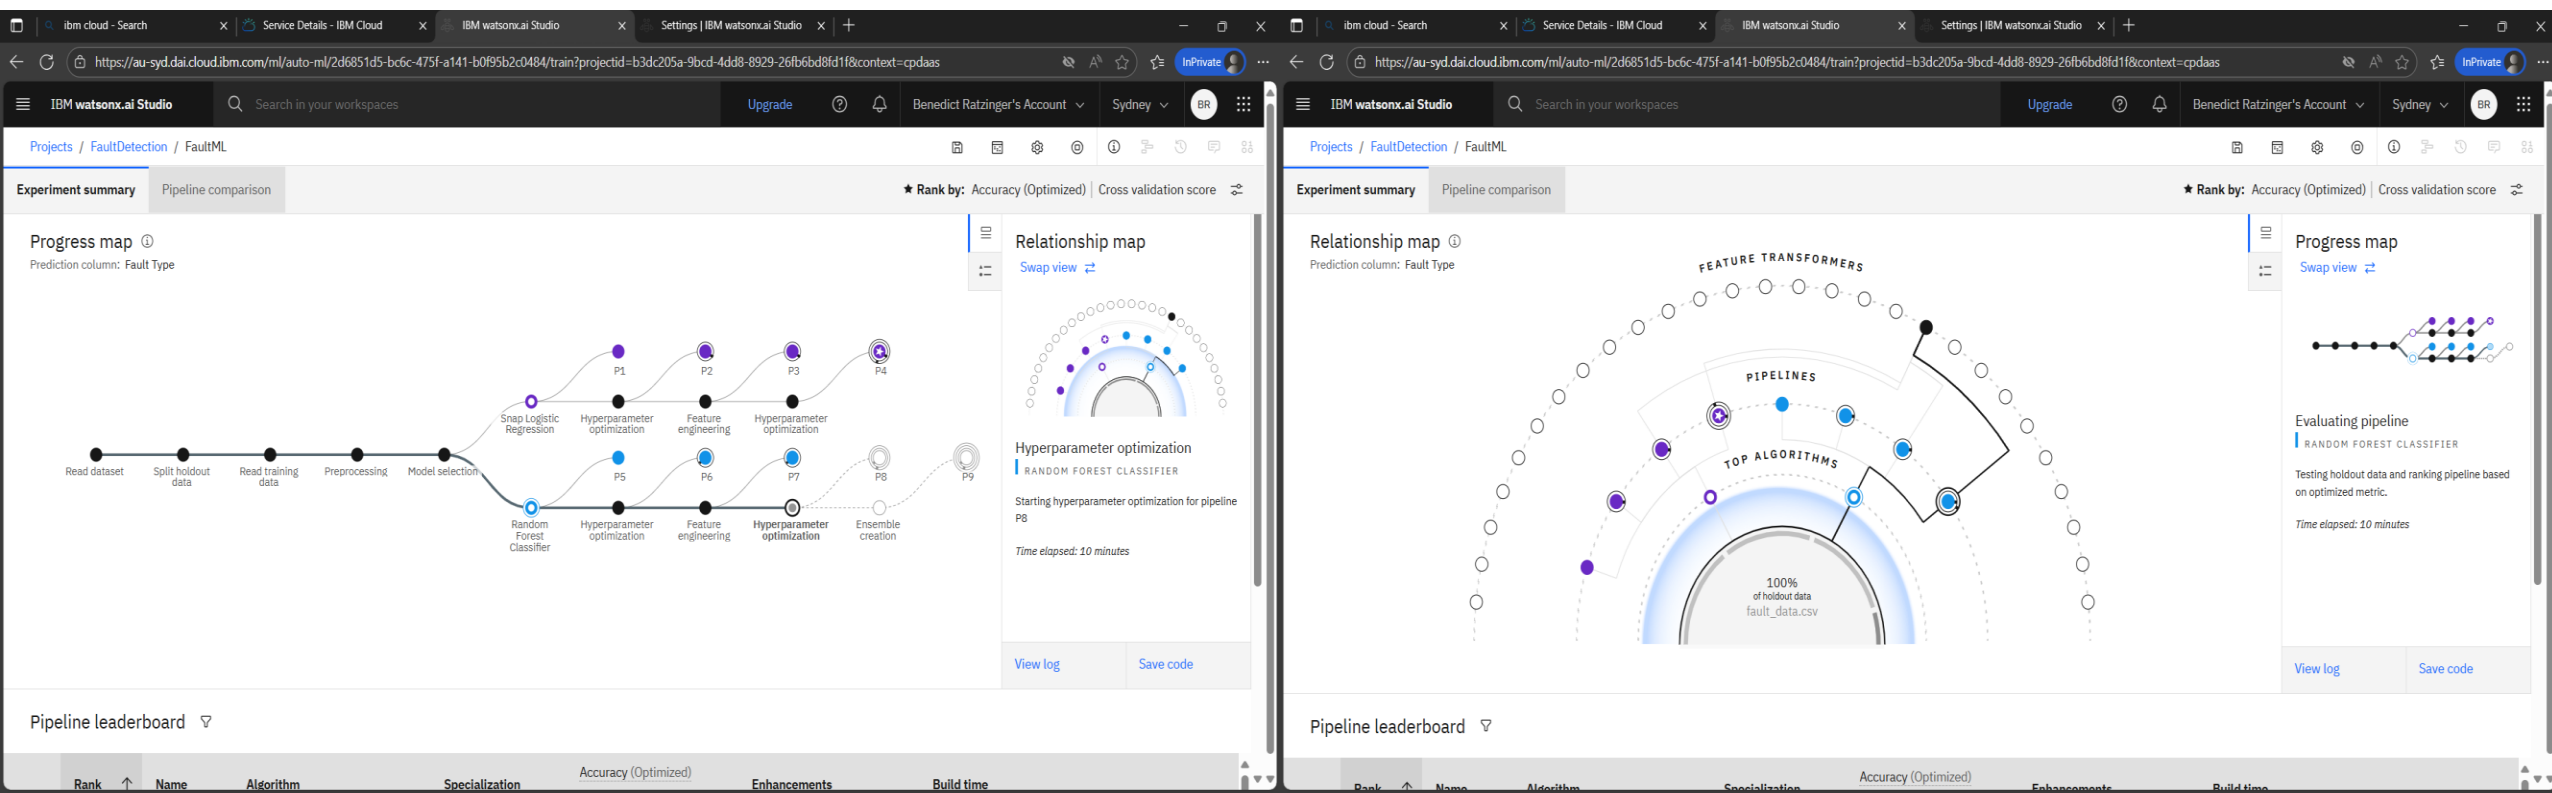 ibm cloud - Search
Service Details - IBM Cloud
IBM watsonx.ai Studio
Settings | IBM watsonx.ai Studio
https://au-syd.dai.cloud.ibm.com/ml/auto-ml/2d6851d5-bc6c-475f-a141-b0f95b2c0484/train?projectid=b3dc205a-9bcd-4dd8-8929-26fb6bd8fd1f&context=cpdaas
InPrivate
IBM watsonx.ai Studio
Search in your workspaces
Upgrade
Benedict Ratzinger's Account
Sydney
BR
Projects / FaultDetection / FaultML
Experiment summary
Pipeline comparison
Rank by: Accuracy (Optimized) | Cross validation score
Progress map
Prediction column: Fault Type
P1
P2
P3
P4
Snap Logistic
Regression
Hyperparameter
optimization
Feature
engineering
Hyperparameter
optimization
Read dataset
Split holdout
data
Read training
data
Preprocessing
Model selection
P5
P6
P7
P8
P9
Random
Forest
Classifier
Hyperparameter
optimization
Feature
engineering
Hyperparameter
optimization
Ensemble
creation
Relationship map
Swap view
Hyperparameter optimization
RANDOM FOREST CLASSIFIER
Starting hyperparameter optimization for pipeline
P8
Time elapsed: 10 minutes
View log
Save code
Pipeline leaderboard
Rank
Name
Algorithm
Specialization
Accuracy (Optimized)
Enhancements
Build time
ibm cloud - Search
Service Details - IBM Cloud
IBM watsonx.ai Studio
Settings | IBM watsonx.ai Studio
https://au-syd.dai.cloud.ibm.com/ml/auto-ml/2d6851d5-bc6c-475f-a141-b0f95b2c0484/train?projectid=b3dc205a-9bcd-4dd8-8929-26fb6bd8fd1f&context=cpdaas
InPrivate
IBM watsonx.ai Studio
Search in your workspaces
Upgrade
Benedict Ratzinger's Account
Sydney
BR
Projects / FaultDetection / FaultML
Experiment summary
Pipeline comparison
Rank by: Accuracy (Optimized) | Cross validation score
Relationship map
Prediction column: Fault Type
FEATURE TRANSFORMERS
PIPELINES
TOP ALGORITHMS
100%
of holdout data
fault_data.csv
Progress map
Swap view
Evaluating pipeline
RANDOM FOREST CLASSIFIER
Testing holdout data and ranking pipeline based
on optimized metric.
Time elapsed: 10 minutes
View log
Save code
Pipeline leaderboard
Rank
Name
Algorithm
Specialization
Accuracy (Optimized)
Enhancements
Build time